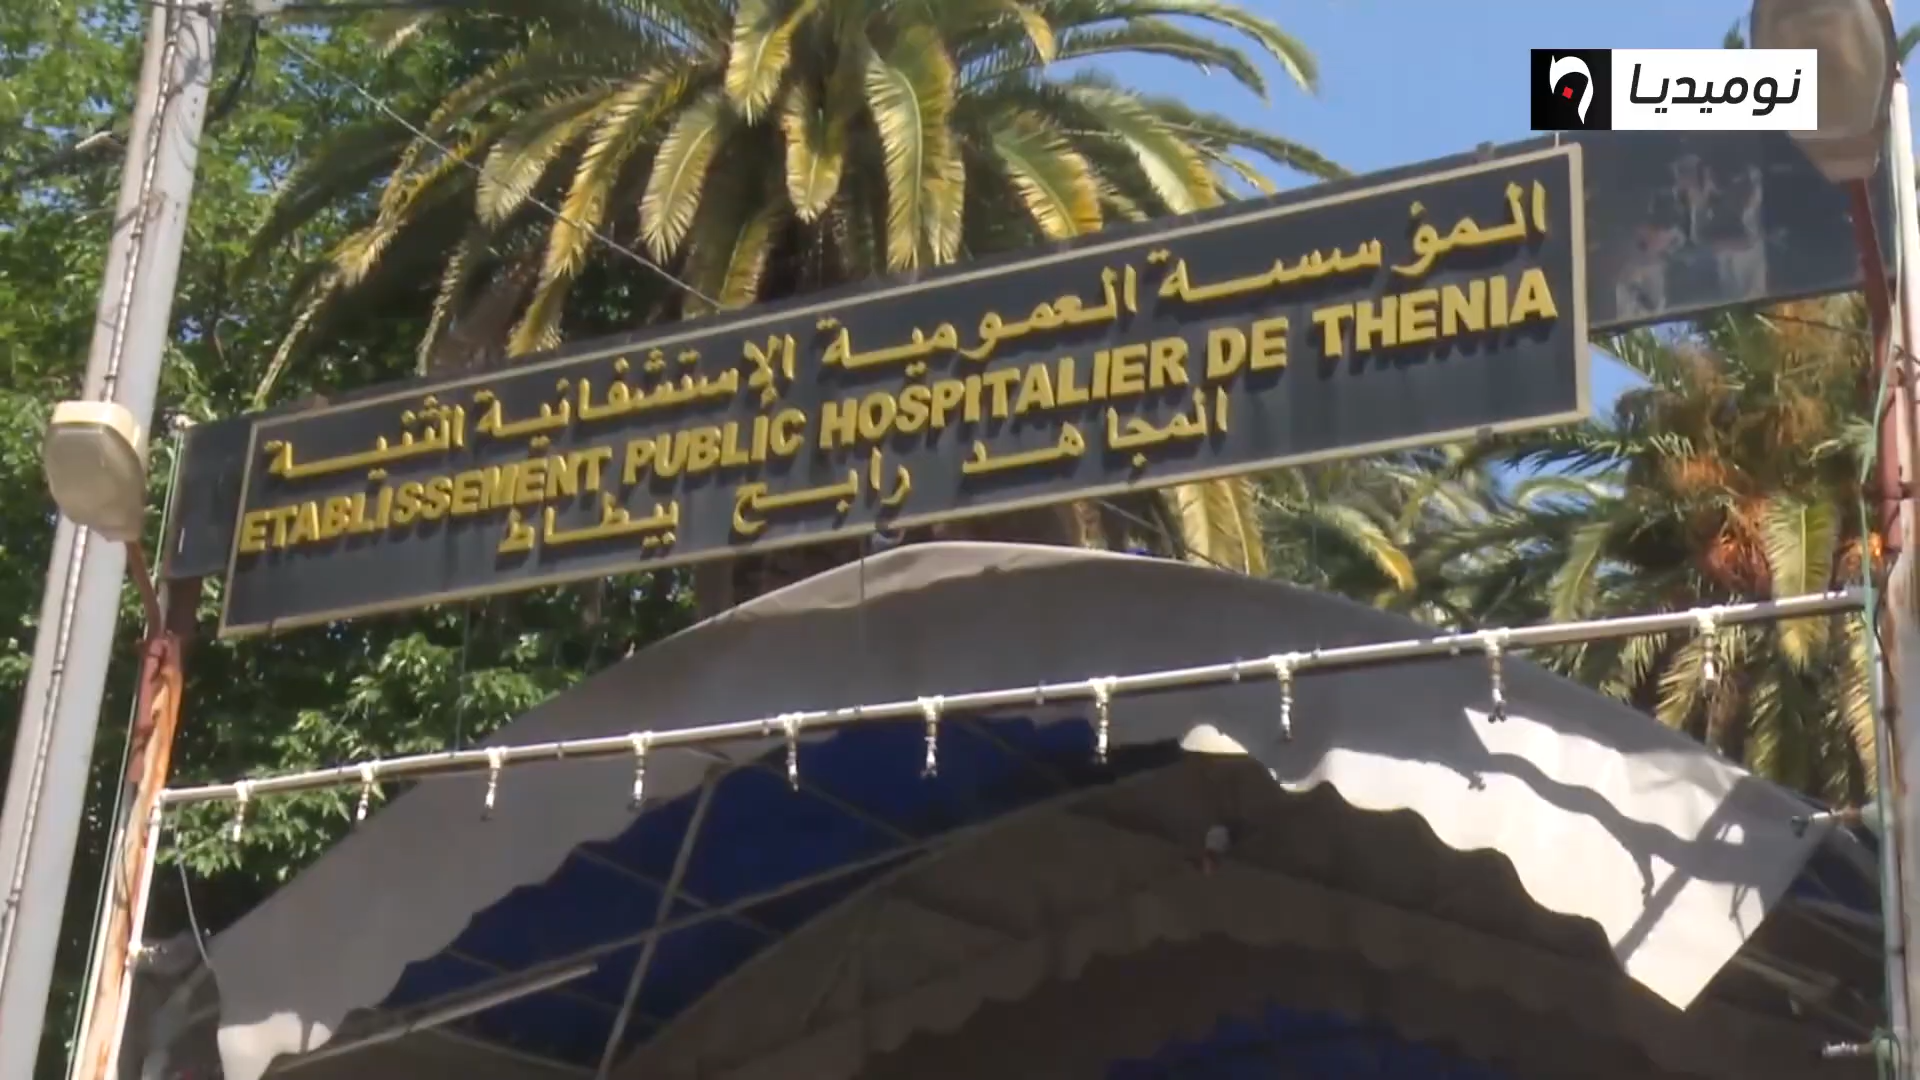 نوميديا
المؤسسة العمومية الإستشفائية الثنية
ETABLISSEMENT PUBLIC HOSPITALIER DE THENIA
المجاهد رابح بيطاط